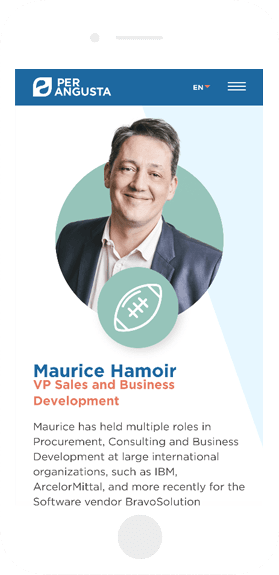 PER
ANGUSTA
EN
Maurice Hamoir
VP Sales and Business
Development
Maurice has held multiple roles in
Procurement, Consulting and Business
Development at large international
organizations, such as IBM,
ArcelorMittal, and more recently for the
Software vendor BravoSolution